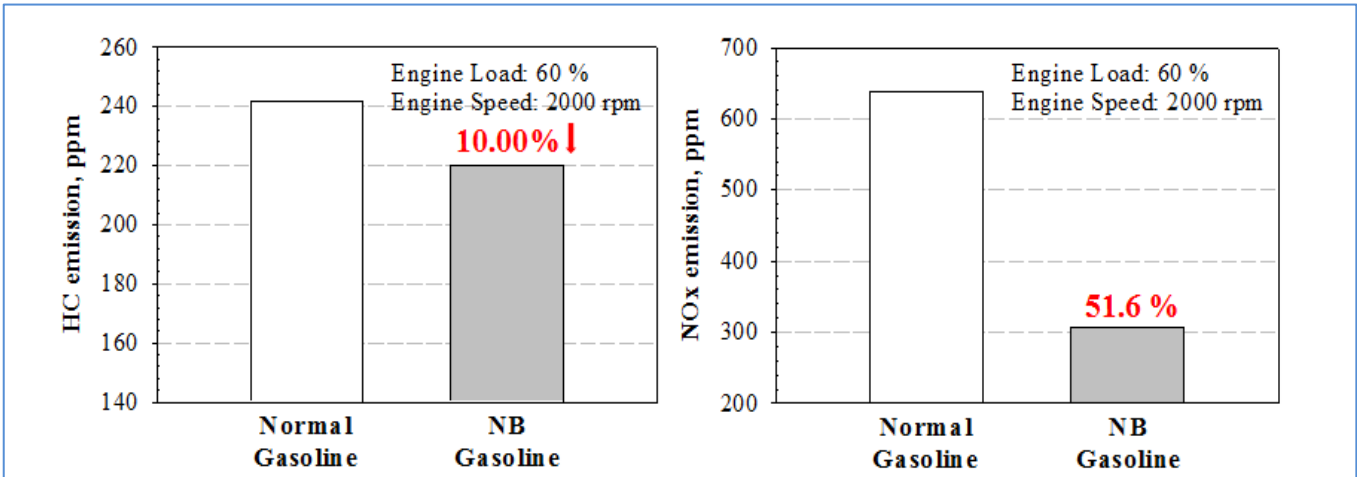 260
240
220
200
180
160
140
HC emission, ppm
Engine Load: 60 %
Engine Speed: 2000 rpm
10.00%⬇
Normal
Gasoline
NB
Gasoline
700
600
500
400
300
200
NOx emission, ppm
Engine Load: 60 %
Engine Speed: 2000 rpm
51.6 %
Normal
Gasoline
NB
Gasoline